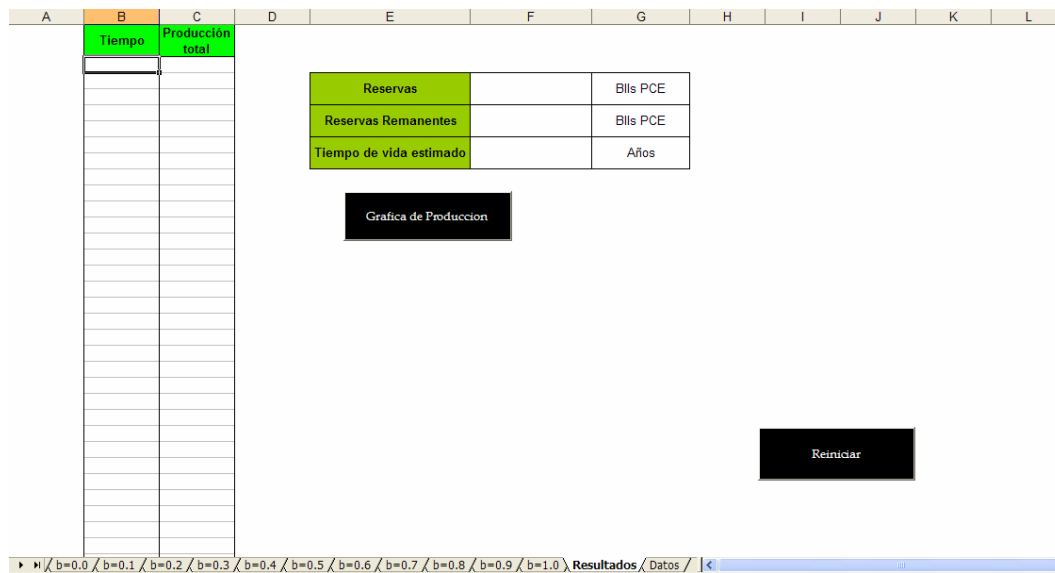 A B C D E F G H I J K L
Tiempo
Producción
total
Reservas
Blls PCE
Reservas Remanentes
Blls PCE
Tiempo de vida estimado
Años
Grafica de Produccion
Reiniciar
b=0.0 b=0.1 b=0.2 b=0.3 b=0.4 b=0.5 b=0.6 b=0.7 b=0.8 b=0.9 b=1.0 Resultados Datos